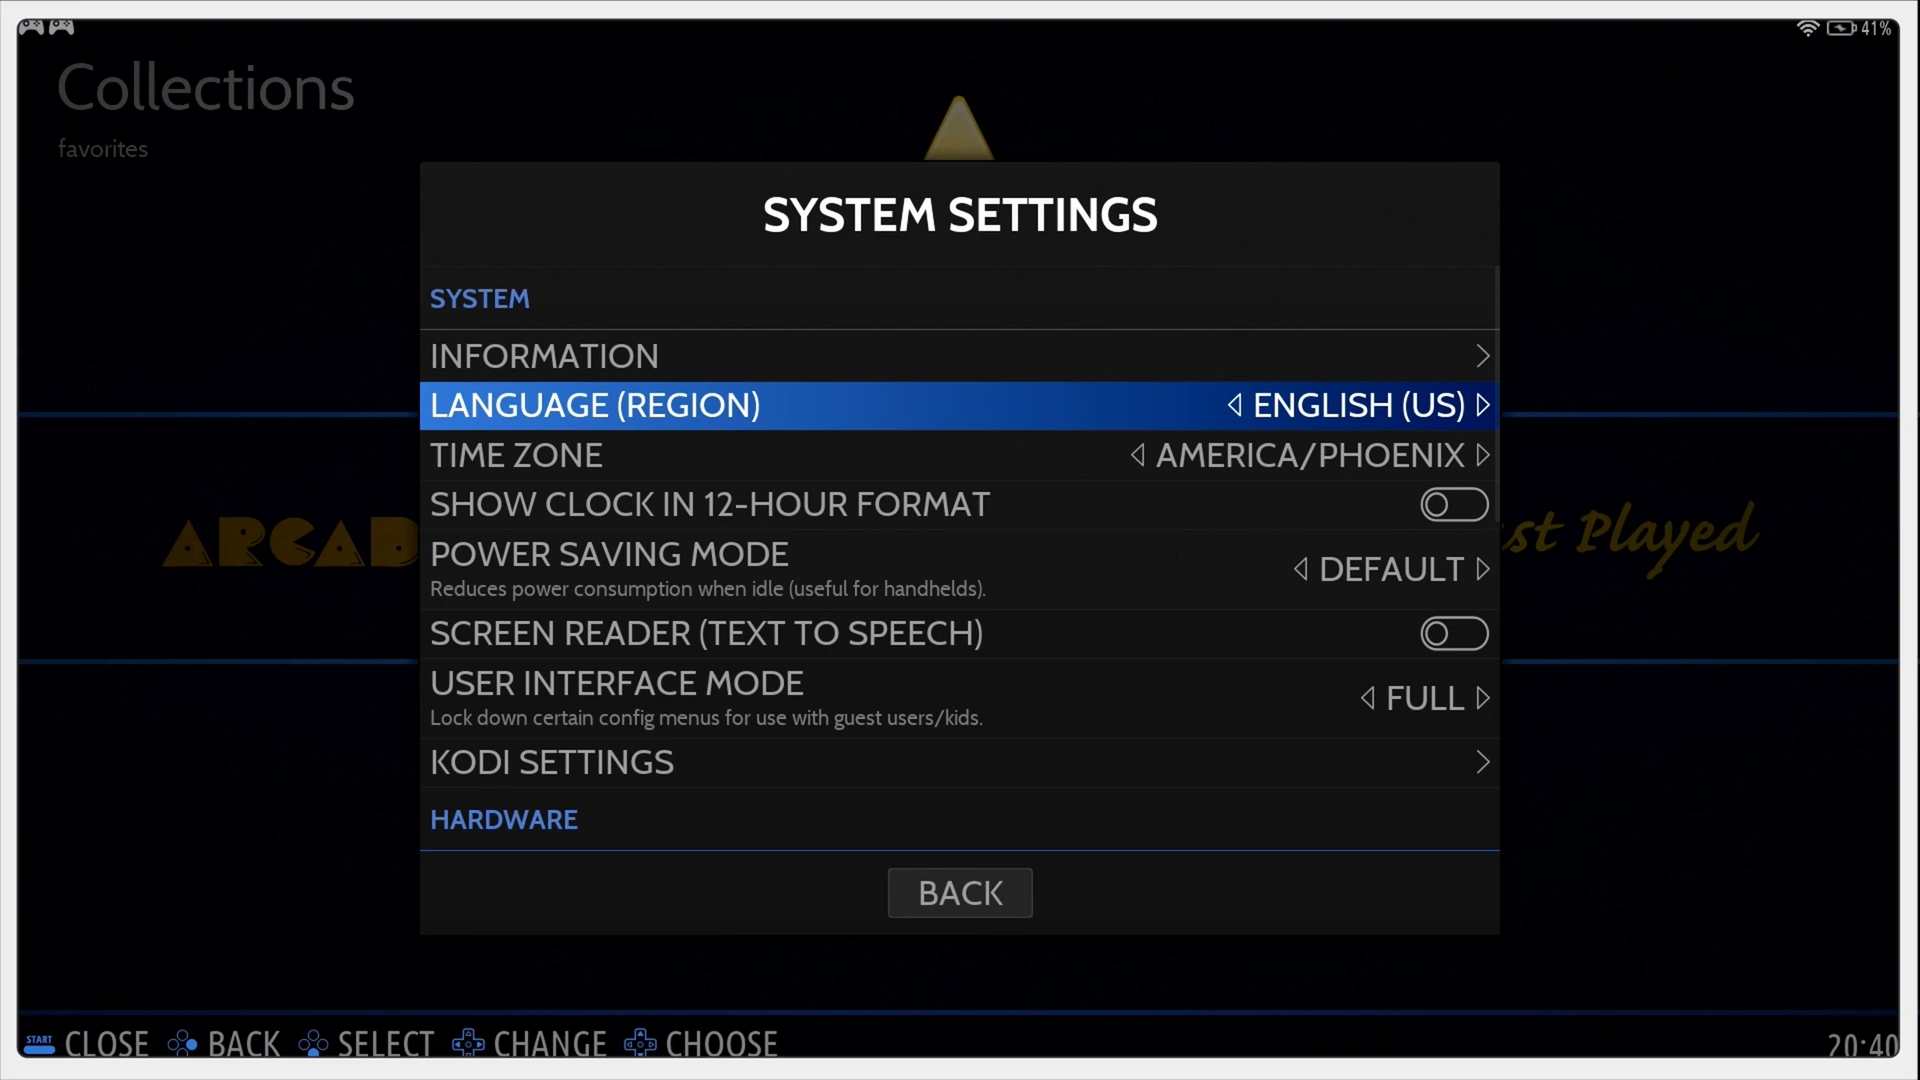 41%
Collections
favorites
SYSTEM SETTINGS
SYSTEM
INFORMATION
LANGUAGE (REGION) ENGLISH (US)
TIME ZONE AMERICA/PHOENIX
SHOW CLOCK IN 12-HOUR FORMAT
POWER SAVING MODE DEFAULT
Reduces power consumption when idle (useful for handhelds).
SCREEN READER (TEXT TO SPEECH)
USER INTERFACE MODE FULL
Lock down certain config menus for use with guest users/kids.
KODI SETTINGS
HARDWARE
BACK
ARCAD
st Played
START CLOSE BACK SELECT CHANGE CHOOSE
20:40